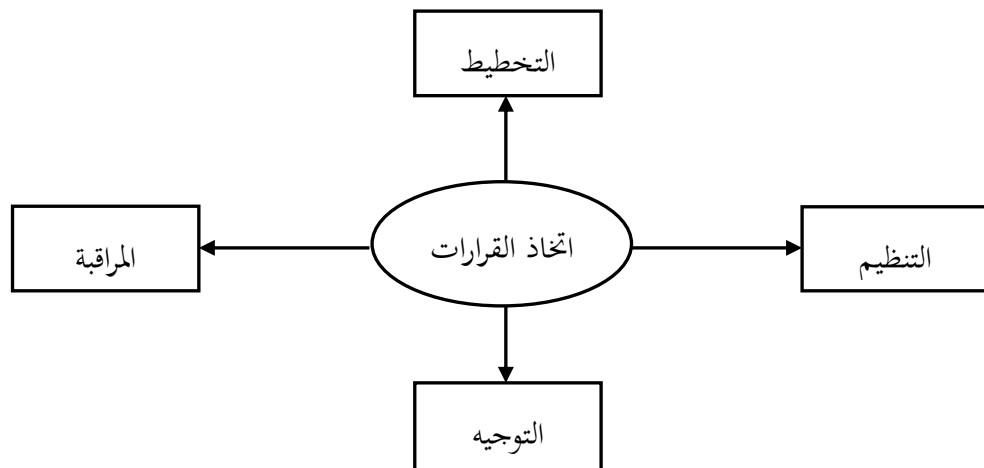 التخطيط
التنظيم
اتخاذ القرارات
المراقبة
التوجيه